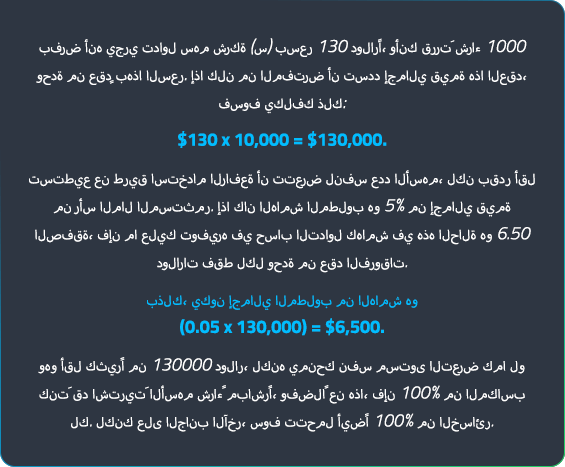 بفرض أنه يجري تداول سهم شركة (س) بسعر 130 دولارًا، وأنك قررتَ شراء 1000
وحدة من عقدٍ بهذا السعر. إذا كان من المفترض أن تسدد إجمالي قيمة هذا العقد،
فسوف يكلفك ذلك:
$130 x 10,000 = $130,000.
تستطيع عن طريق استخدام الرافعة أن تتعرض لنفس عدد الأسهم، لكن بقدر أقل
من رأس المال المستثمر. إذا كان الهامش المطلوب هو 5% من إجمالي قيمة
الصفقة، فإن ما عليك توفيره في حساب التداول كهامش في هذه الحالة هو 6.50
دولارات فقط لكل وحدة من عقد الفروقات.
بذلك، يكون إجمالي المطلوب من الهامش هو
(0.05 x 130,000) = $6,500.
وهو أقل كثيرًا من 130000 دولار، لكنه يمنحك نفس مستوى التعرض كما لو
كنتَ قد اشتريتَ الأسهم شراءً مباشرًا، وفضلاً عن هذا، فإن 100% من المكاسب
لك. لكنك على الجانب الآخر، سوف تتحمل أيضًا 100% من الخسائر.